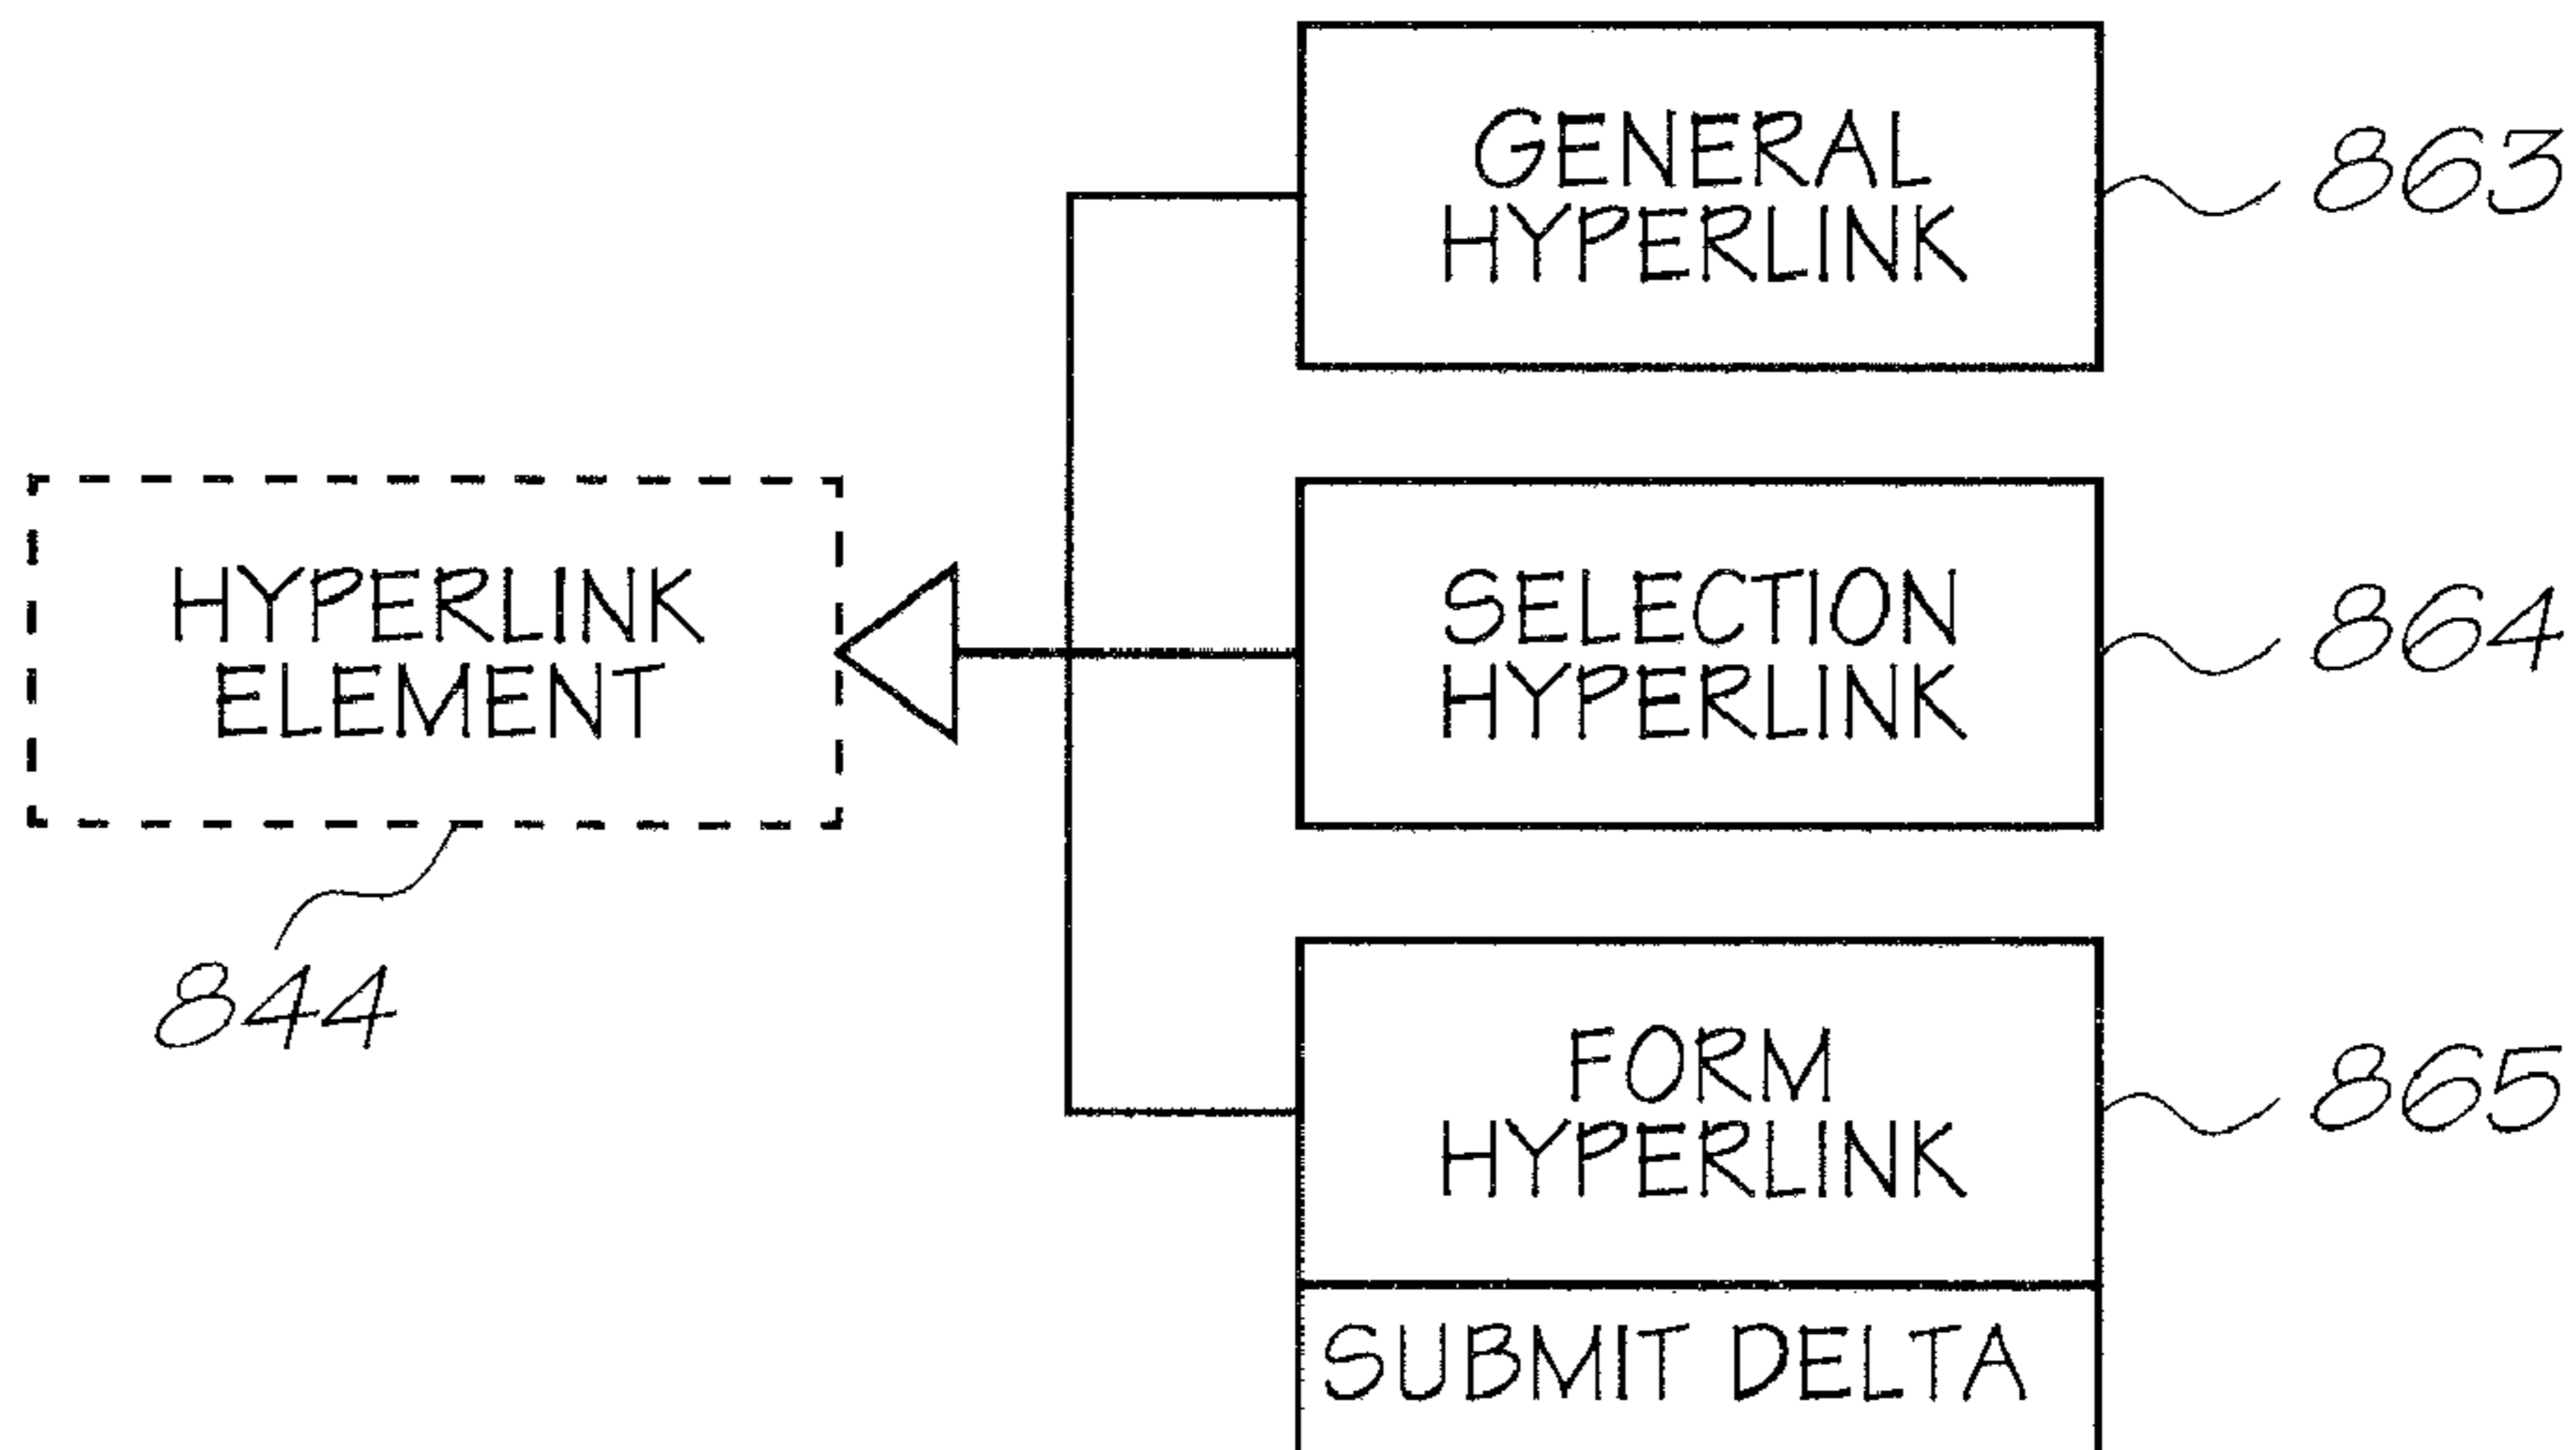 GENERAL
HYPERLINK
863
HYPERLINK
ELEMENT
844
SELECTION
HYPERLINK
864
FORM
HYPERLINK
865
SUBMIT DELTA